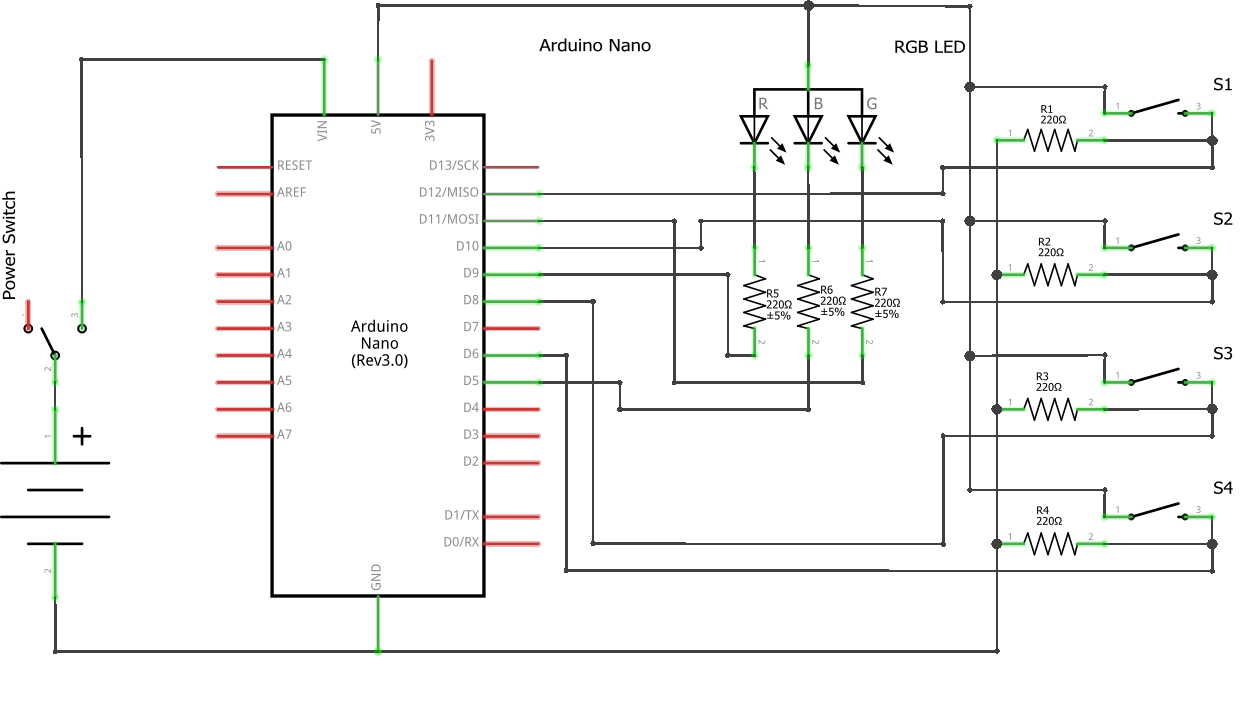 Arduino Nano
RGB LED
S1
R B G
R1
220Ω
1 2
1 3
VIN 5V 3V3
RESET D13/SCK
AREF D12/MISO
D11/MOSI
A0 D10
A1 D9
A2 D8
A3 D7
A4 D6
A5 D5
A6 D4
A7 D3
D2
D1/TX
D0/RX
GND
Arduino
Nano
(Rev3.0)
Power Switch
1 3
2
1 +
2
1 1 1
R5
220Ω
±5%
R6
220Ω
±5%
R7
220Ω
±5%
2 2 2
S2
R2
220Ω
1 2
1 3
S3
R3
220Ω
1 2
1 3
S4
R4
220Ω
1 2
1 3